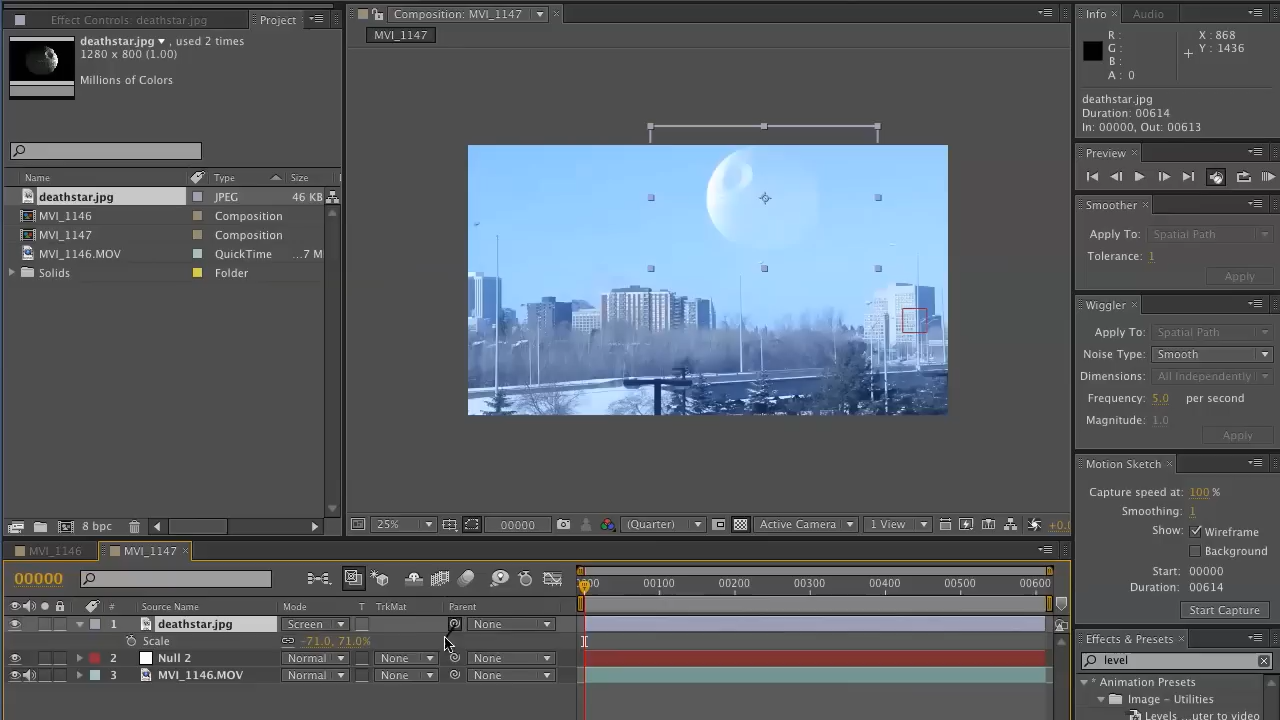 Effect Controls: deathstar.jpg
Project
deathstar.jpg ▼ , used 2 times
1280 x 800 (1.00)
Millions of Colors
Name Type Size
deathstar.jpg JPEG 46 KB
MVI_1146 Composition
MVI_1147 Composition
MVI_1146.MOV QuickTime ...7 M
Solids Folder
8 bpc
Composition: MVI_1147
MVI_1147
25% 00000 (Quarter) Active Camera 1 View +0.0
Info Audio
R : X : 868
G : Y : 1436
B :
A : 0
deathstar.jpg
Duration: 00614
In: 00000, Out: 00613
Preview
Smoother
Apply To: Spatial Path
Tolerance: 1
Apply
Wiggler
Apply To: Spatial Path
Noise Type: Smooth
Dimensions: All Independently
Frequency: 5.0 per second
Magnitude: 1.0
Apply
Motion Sketch
Capture speed at: 100 %
Smoothing: 1
Show: Wireframe
Background
Start: 00000
Duration: 00614
Start Capture
Effects & Presets
level
* Animation Presets
Image – Utilities
Levels ...uter to video
MVI_1146 MVI_1147
00000
00100 00200 00300 00400 00500 00600
# Source Name Mode T TrkMat Parent
1 deathstar.jpg Screen None
Scale -71.0, 71.0%
2 Null 2 Normal None None
3 MVI_1146.MOV Normal None None